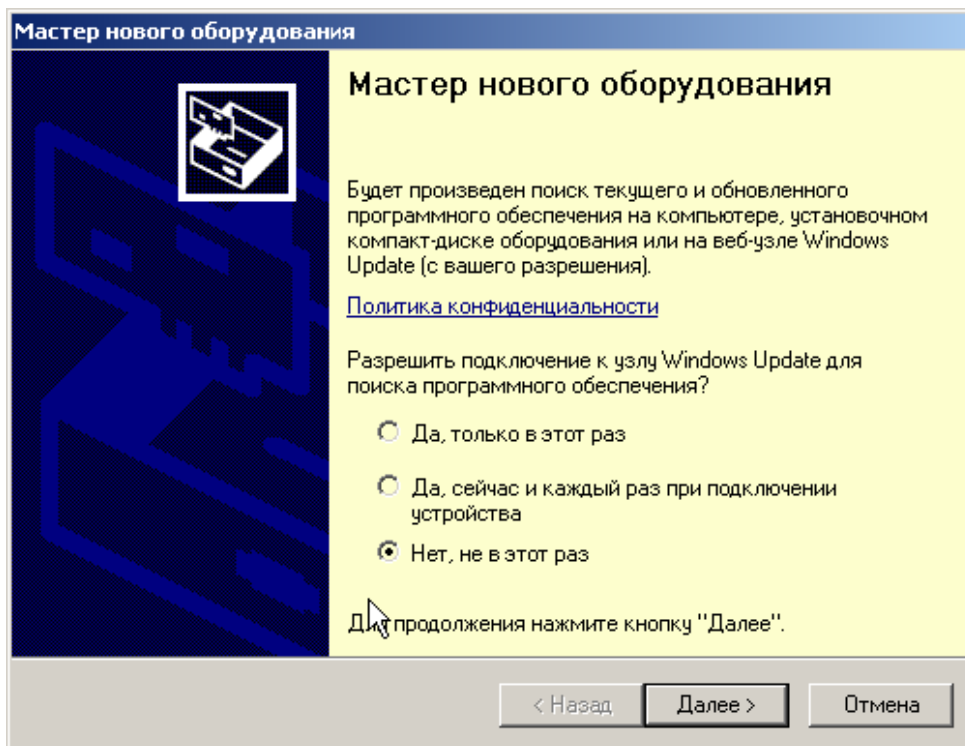 Мастер нового оборудования
Мастер нового оборудования
Будет произведен поиск текущего и обновленного
программного обеспечения на компьютере, установочном
компакт-диске оборудования или на веб-узле Windows
Update (с вашего разрешения).
Политика конфиденциальности
Разрешить подключение к узлу Windows Update для
поиска программного обеспечения?
Да, только в этот раз
Да, сейчас и каждый раз при подключении
устройства
Нет, не в этот раз
Для продолжения нажмите кнопку "Далее".
< Назад
Далее >
Отмена